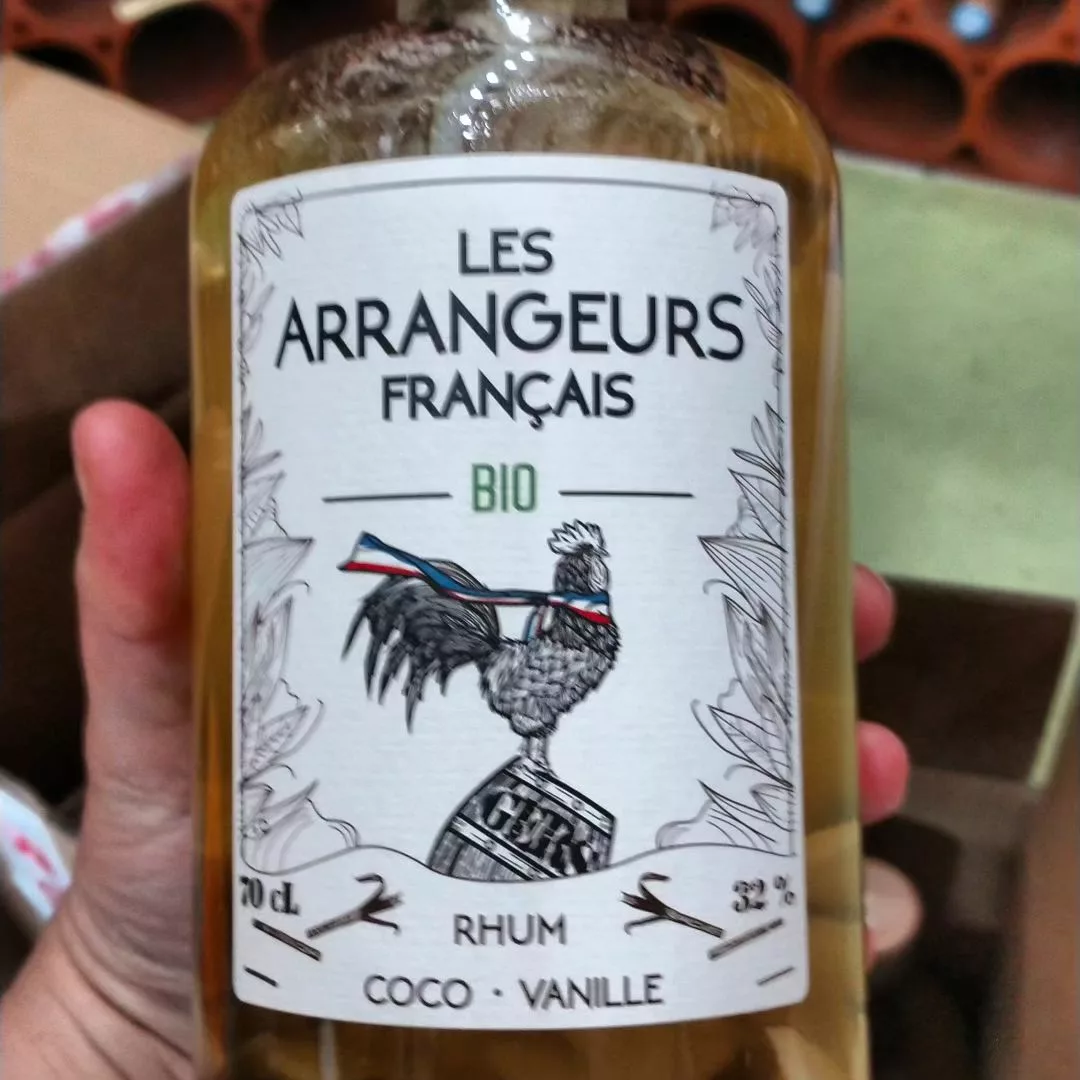 LES
ARRANGEURS
FRANÇAIS
BIO
GERS
70 cL
32 %
RHUM
COCO · VANILLE